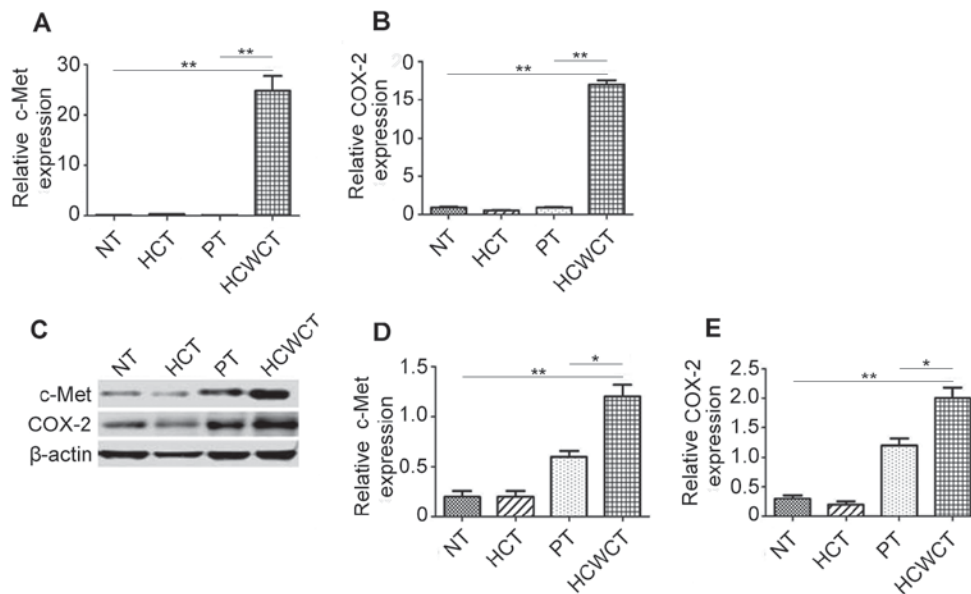 A
Relative c-Met
expression
30
20
10
0
**
**
NT
HCT
PT
HCWCT
B
Relative COX-2
expression
20
15
10
5
0
**
**
NT
HCT
PT
HCWCT
C
NT
HCT
PT
HCWCT
c-Met
COX-2
β-actin
D
Relative c-Met
expression
1.5
1.0
0.5
0.0
**
*
NT
HCT
PT
HCWCT
E
Relative COX-2
expression
2.5
2.0
1.5
1.0
0.5
0.0
**
*
NT
HCT
PT
HCWCT